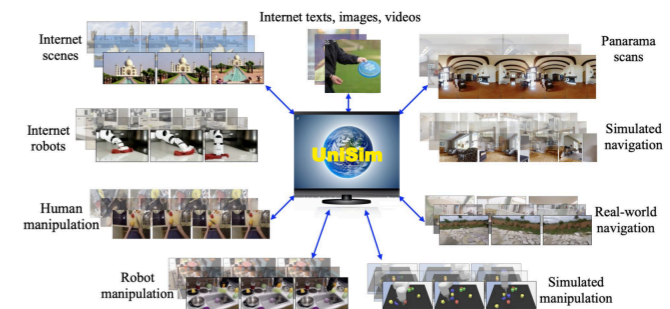 Internet texts, images, videos
Internet
scenes
Panarama
scans
Internet
robots
UniSim
Simulated
navigation
Human
manipulation
Real-world
navigation
Robot
manipulation
Simulated
manipulation